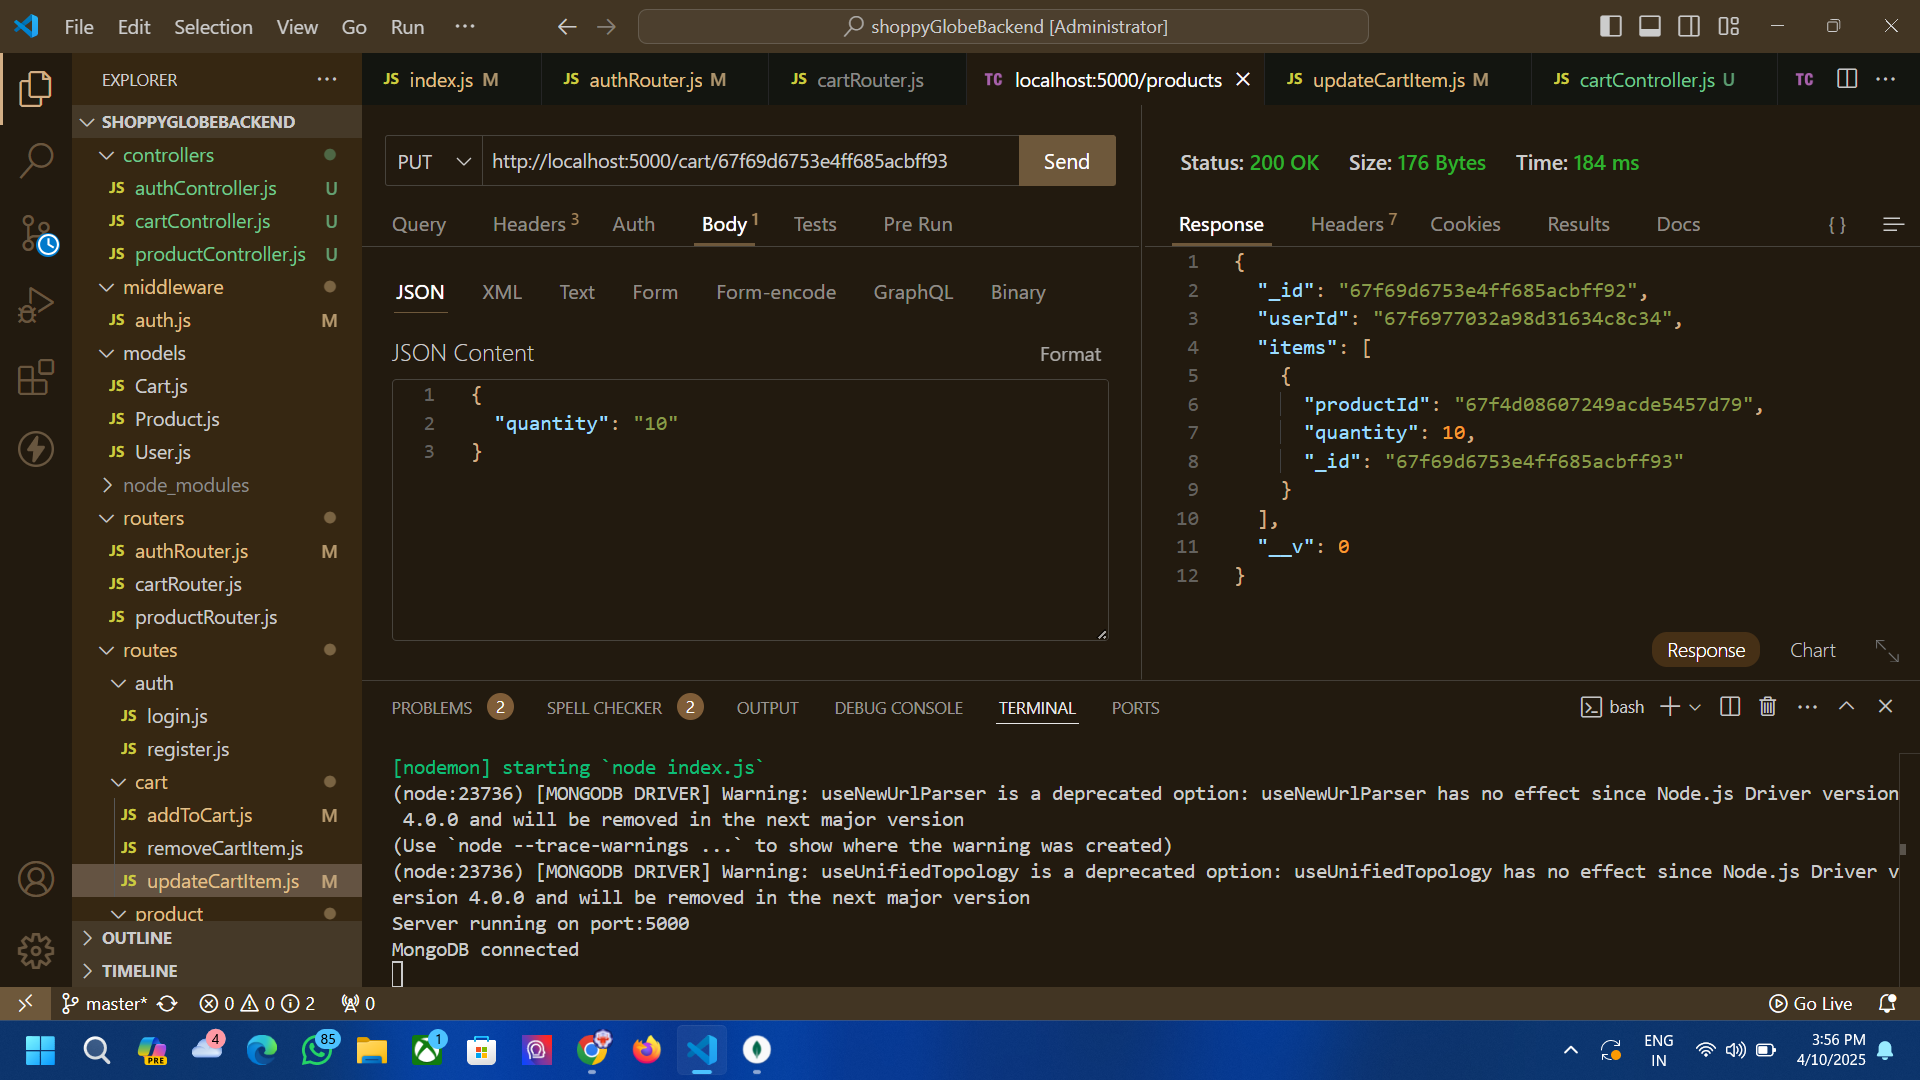 File Edit Selection View Go Run ...
shoppyGlobeBackend [Administrator]
EXPLORER ...
SHOPPYGLOBEBACKEND
controllers
JS authController.js U
JS cartController.js U
JS productController.js U
middleware
JS auth.js M
models
JS Cart.js
JS Product.js
JS User.js
node_modules
routers
JS authRouter.js M
JS cartRouter.js
JS productRouter.js
routes
auth
JS login.js
JS register.js
cart
JS addToCart.js M
JS removeCartItem.js
JS updateCartItem.js M
product
OUTLINE
TIMELINE
JS index.js M
JS authRouter.js M
JS cartRouter.js
TC localhost:5000/products
JS updateCartItem.js M
JS cartController.js U
TC
PUT http://localhost:5000/cart/67f69d6753e4ff685acbff93 Send
Query Headers 3 Auth Body 1 Tests Pre Run
JSON XML Text Form Form-encode GraphQL Binary
JSON Content Format
1 {
2 "quantity": "10"
3 }
Status: 200 OK Size: 176 Bytes Time: 184 ms
Response Headers 7 Cookies Results Docs { }
1 {
2 "_id": "67f69d6753e4ff685acbff92",
3 "userId": "67f6977032a98d31634c8c34",
4 "items": [
5 {
6 "productId": "67f4d08607249acde5457d79",
7 "quantity": 10,
8 "_id": "67f69d6753e4ff685acbff93"
9 }
10 ],
11 "__v": 0
12 }
Response Chart
PROBLEMS 2 SPELL CHECKER 2 OUTPUT DEBUG CONSOLE TERMINAL PORTS
bash
[nodemon] starting `node index.js`
(node:23736) [MONGODB DRIVER] Warning: useNewUrlParser is a deprecated option: useNewUrlParser has no effect since Node.js Driver version
4.0.0 and will be removed in the next major version
(Use `node --trace-warnings ...` to show where the warning was created)
(node:23736) [MONGODB DRIVER] Warning: useUnifiedTopology is a deprecated option: useUnifiedTopology has no effect since Node.js Driver v
ersion 4.0.0 and will be removed in the next major version
Server running on port:5000
MongoDB connected
master* 0 0 2 0
Go Live
PRE 4 85 1
ENG
IN
3:56 PM
4/10/2025